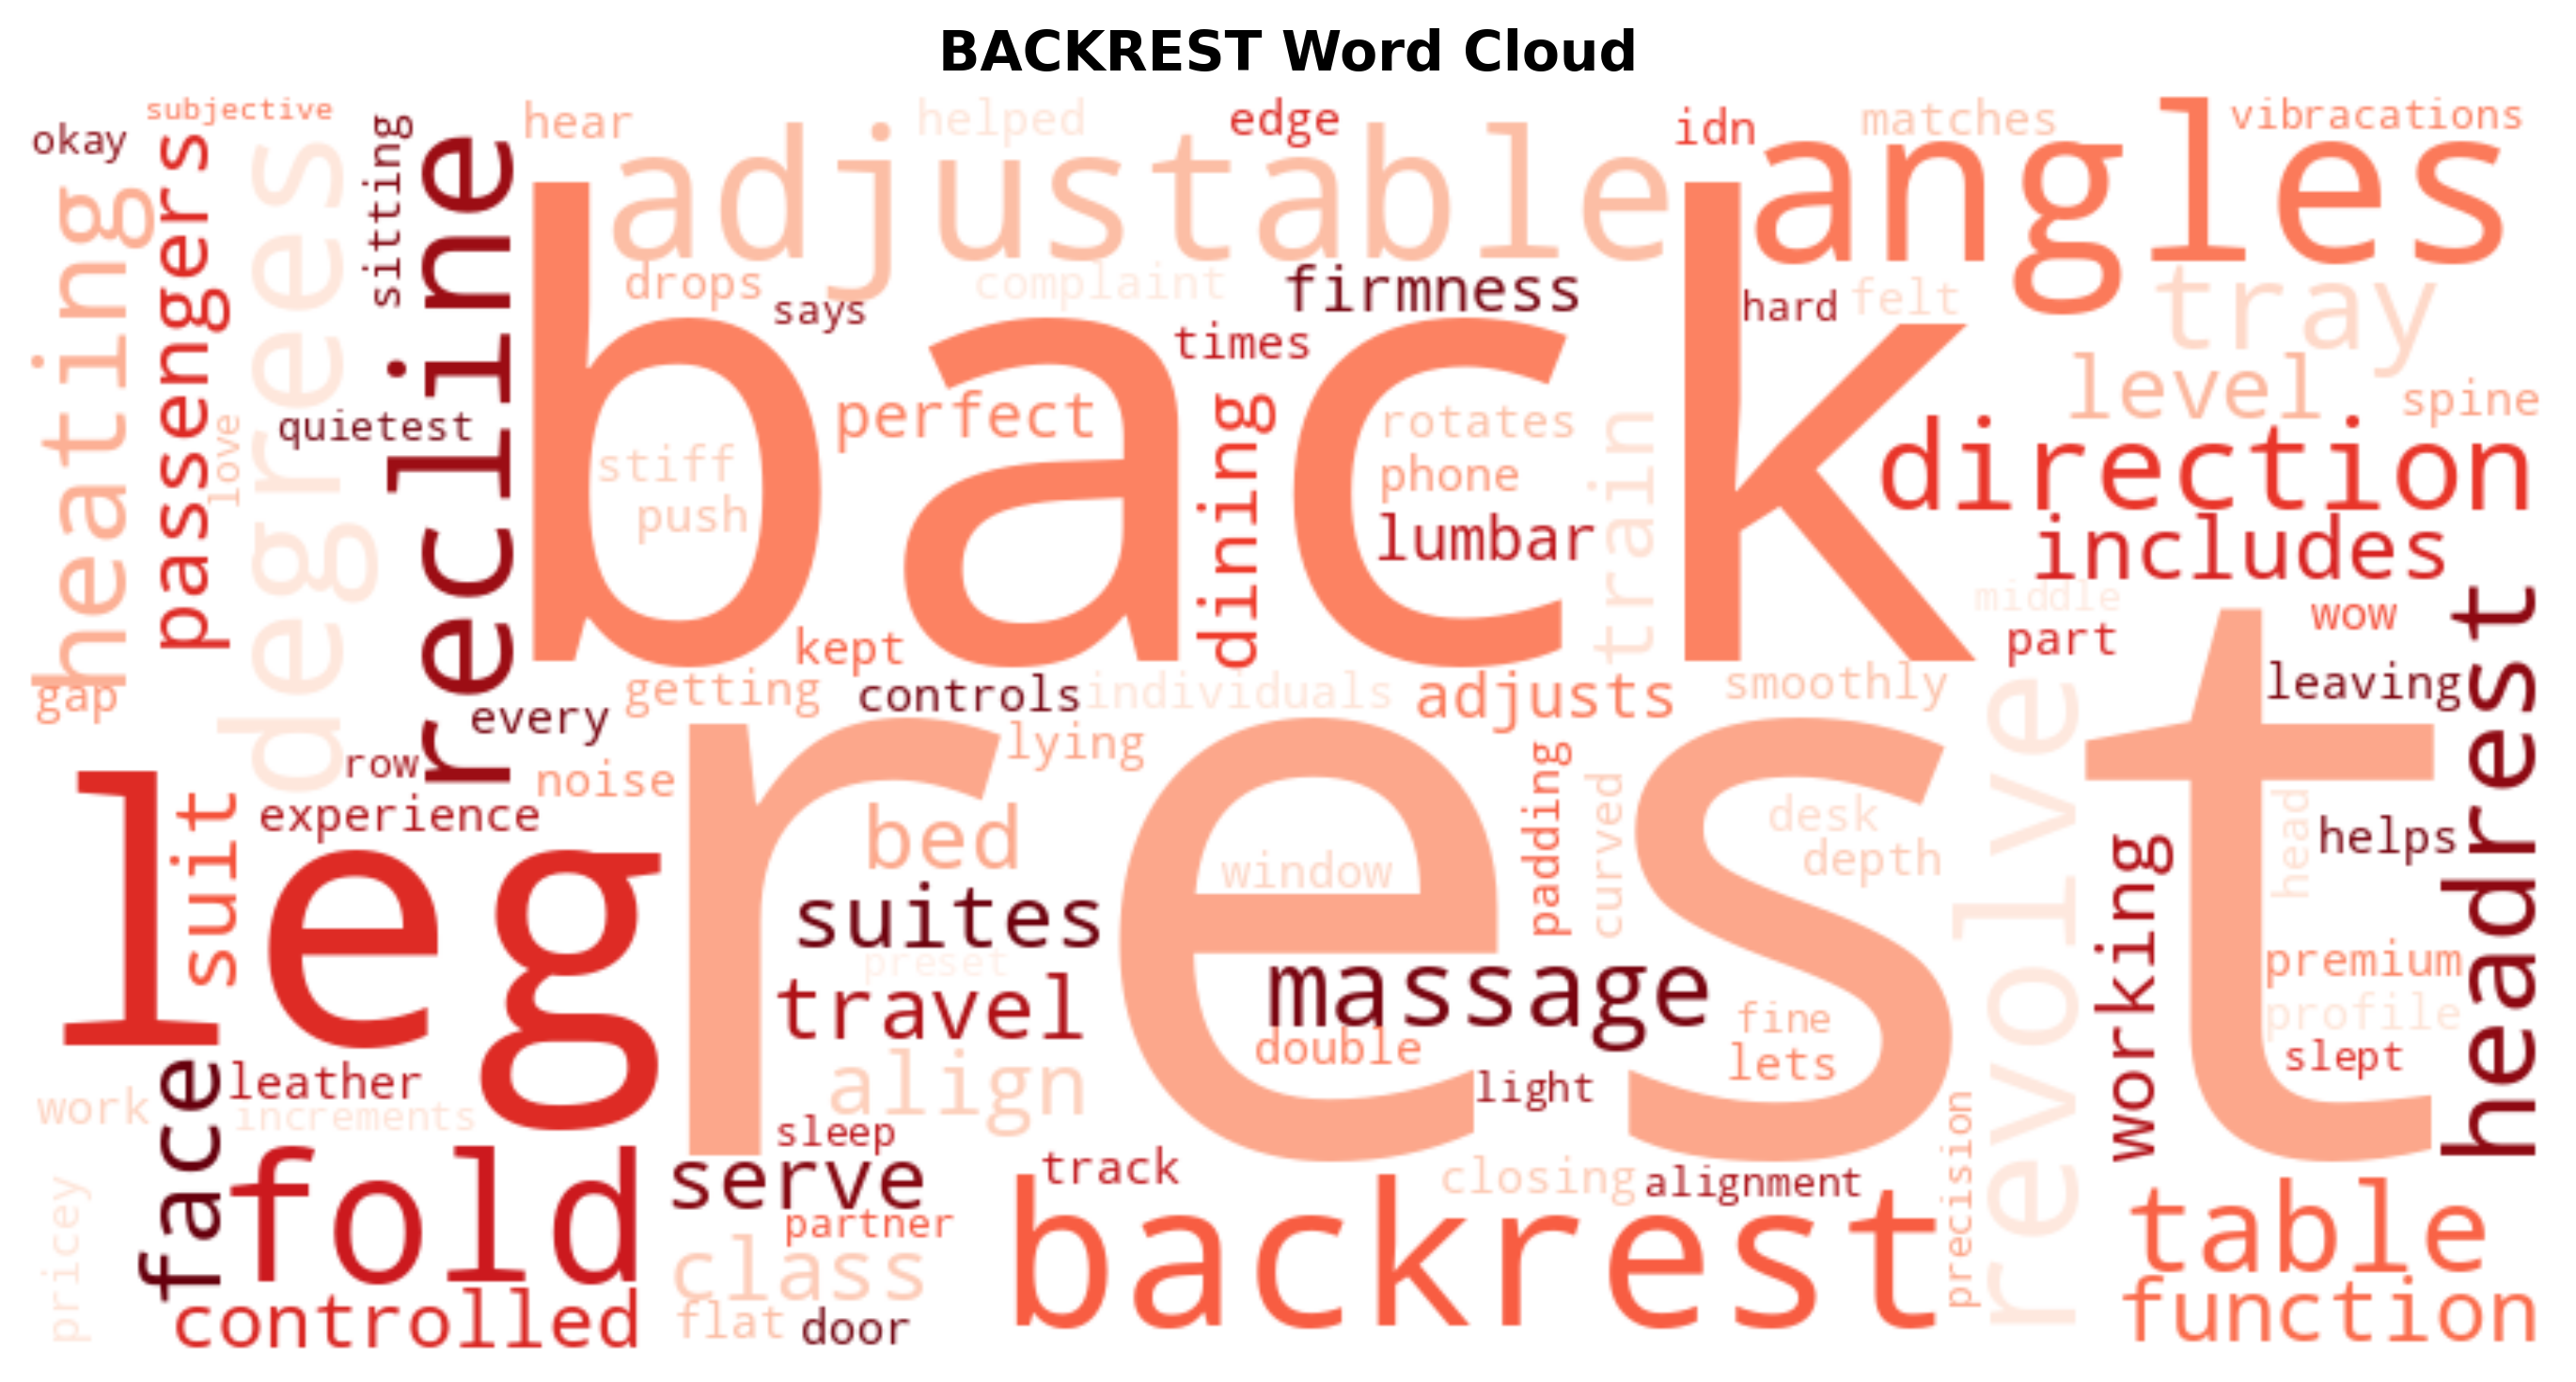 BACKREST Word Cloud
subjective
okay
hear
helped
edge
idn
matches
vibracations
heating
passengers
degrees
sitting
recline
adjustable
angles
drops
says
complaint
firmness
times
hard
felt
tray
back
love
quietest
perfect
dining
rotates
phone
lumbar
train
level
spine
direction
includes
stiff
push
middle
part
wow
kept
getting
controls
individuals
adjusts
smoothly
leaving
headrest
gap
every
row
noise
lying
rest
leg
suit
experience
bed
suites
window
padding
curved
desk
depth
revolve
head
helps
working
preset
travel
massage
double
fine
lets
premium
profile
slept
face
leather
work
increments
align
light
sleep
serve
track
closing
alignment
precision
pricey
fold
controlled
partner
class
flat
door
backrest
table
function